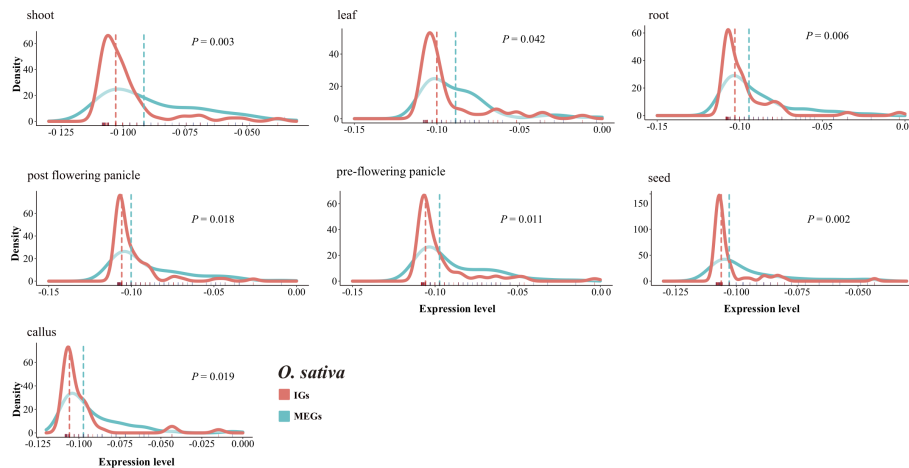 shoot
leaf
root
P = 0.003
P = 0.042
P = 0.006
Density
60
40
20
0
-0.125
-0.100
-0.075
-0.050
60
40
20
0
-0.15
-0.10
-0.05
0.00
60
40
20
0
-0.15
-0.10
-0.05
0.0
post flowering panicle
pre-flowering panicle
seed
P = 0.018
P = 0.011
P = 0.002
Density
60
40
20
0
-0.15
-0.10
-0.05
0.00
60
40
20
0
-0.15
-0.10
-0.05
0.0
150
100
50
0
-0.125
-0.100
-0.075
-0.050
Expression level
Expression level
callus
P = 0.019
Density
60
40
20
0
-0.125
-0.100
-0.050
-0.025
0.000
Expression level
O. sativa
IGs
MEGs